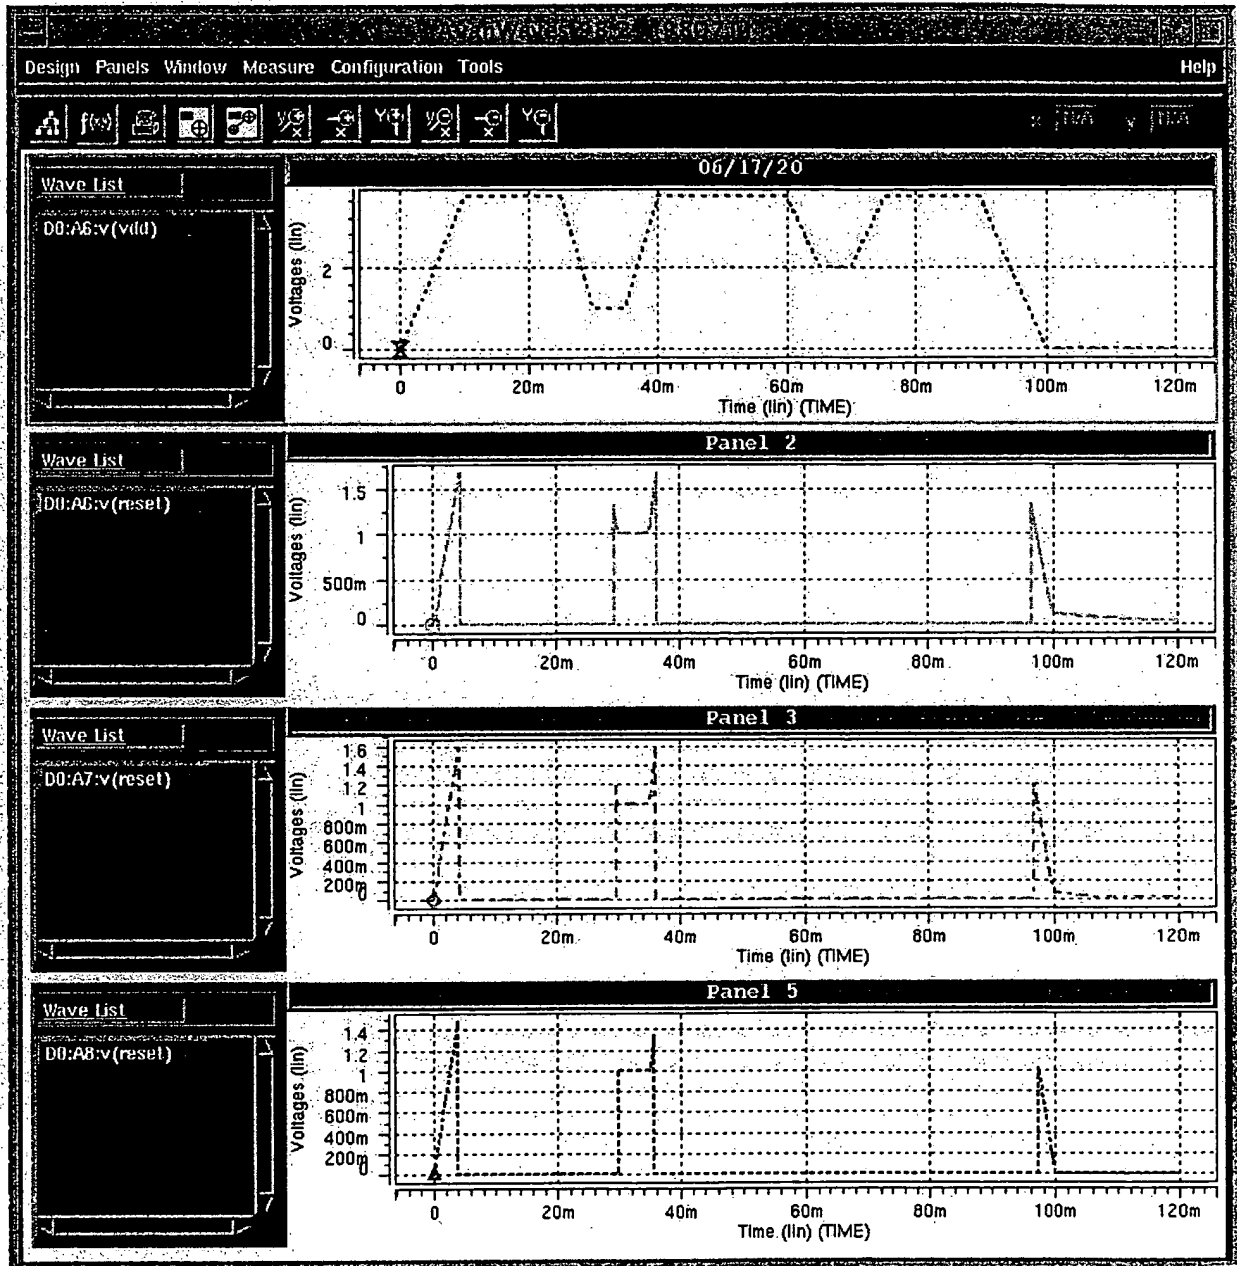 Design Panels Window Measure Configuration Tools Help
f(x)
Wave List
D0:A6:v(vdd)
06/17/20
Voltages (lin)
2
0
0 20m 40m 60m 80m 100m 120m
Time (lin) (TIME)
Wave List
D0:A6:v(reset)
Panel 2
Voltages (lin)
1.5
1
500m
0
0 20m 40m 60m 80m 100m 120m
Time (lin) (TIME)
Wave List
D0:A7:v(reset)
Panel 3
Voltages (lin)
1.6
1.4
1.2
1
800m
600m
400m
200m
0
0 20m 40m 60m 80m 100m 120m
Time (lin) (TIME)
Wave List
D0:A8:v(reset)
Panel 5
Voltages (lin)
1.4
1.2
1
800m
600m
400m
200m
0
0 20m 40m 60m 80m 100m 120m
Time (lin) (TIME)